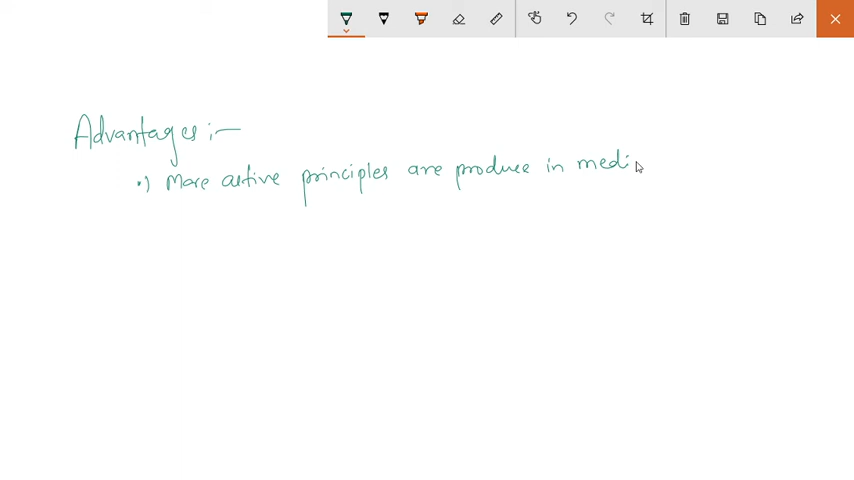 Advantages :-
•) More active principles are produce in medi